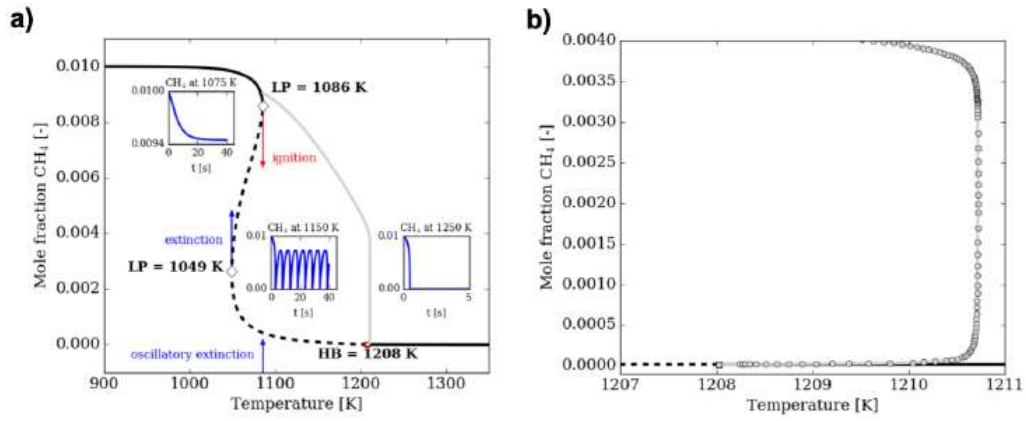 a)
b)
Mole fraction CH₄ [-]
0.010
0.008
0.006
0.004
0.002
0.000
900
1000
1100
1200
1300
Temperature [K]
CH₄ at 1075 K
0.0100
0.0094
0
20
40
t [s]
LP = 1086 K
ignition
extinction
LP = 1049 K
CH₄ at 1150 K
0.01
0.00
0
20
40
t [s]
CH₄ at 1250 K
0.01
0.00
0
5
t [s]
oscillatory extinction
HB = 1208 K
Mole fraction CH₄ [-]
0.0040
0.0035
0.0030
0.0025
0.0020
0.0015
0.0010
0.0005
0.0000
1207
1208
1209
1210
1211
Temperature [K]